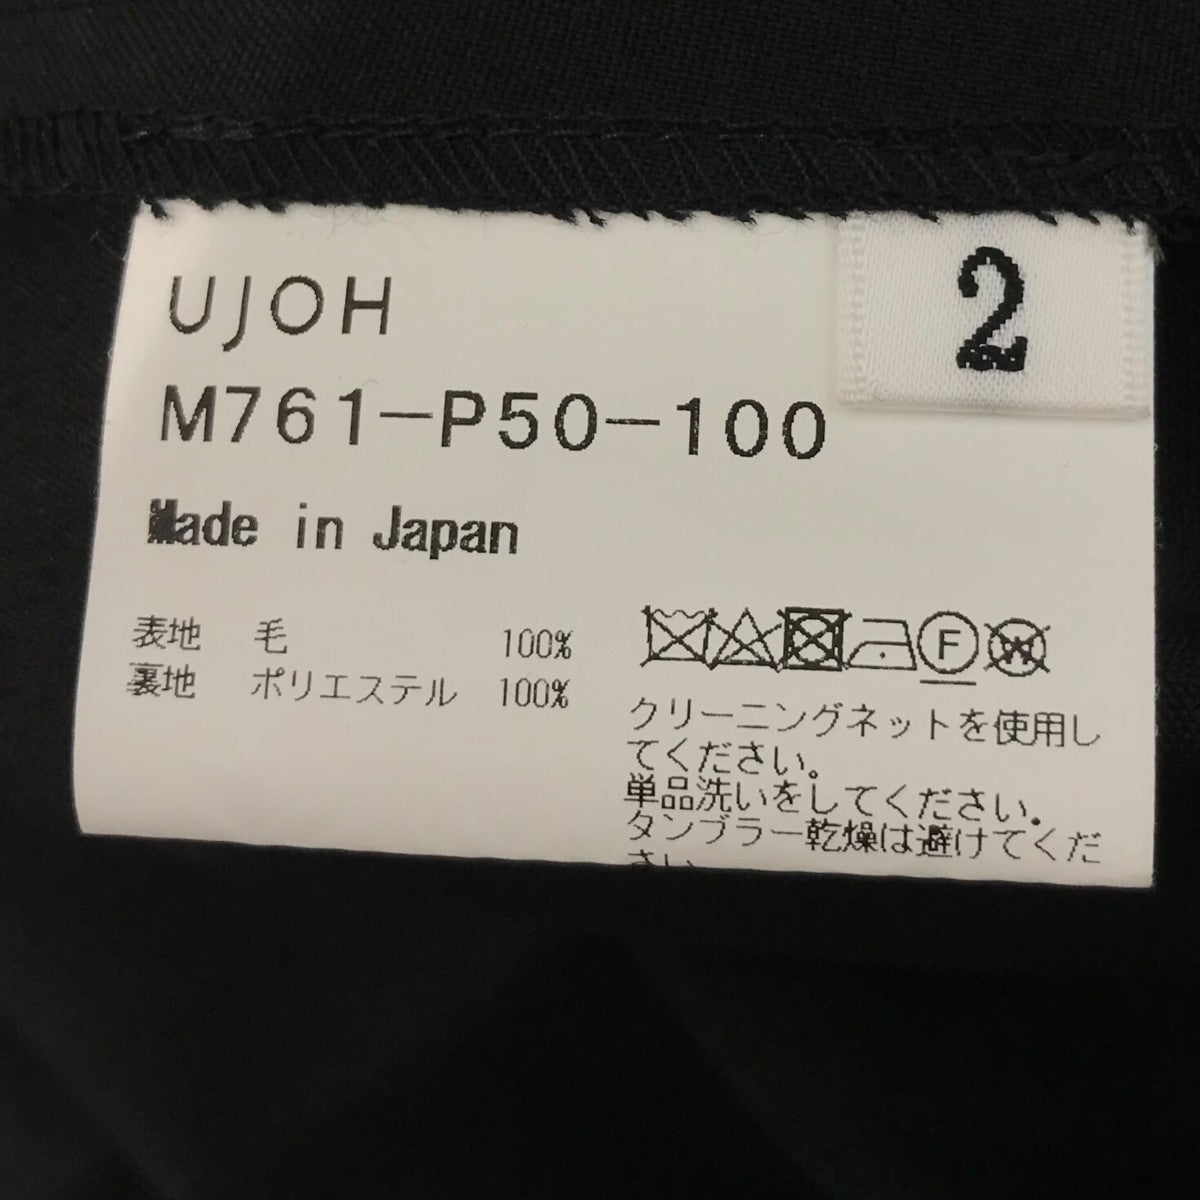 UJOH
2
M761-P50-100
Made in Japan
表地 毛 100%
裏地 ポリエステル 100%
F W
クリーニングネットを使用し
てください。
単品洗いをしてください。
タンブラー乾燥は避けてくだ
さい